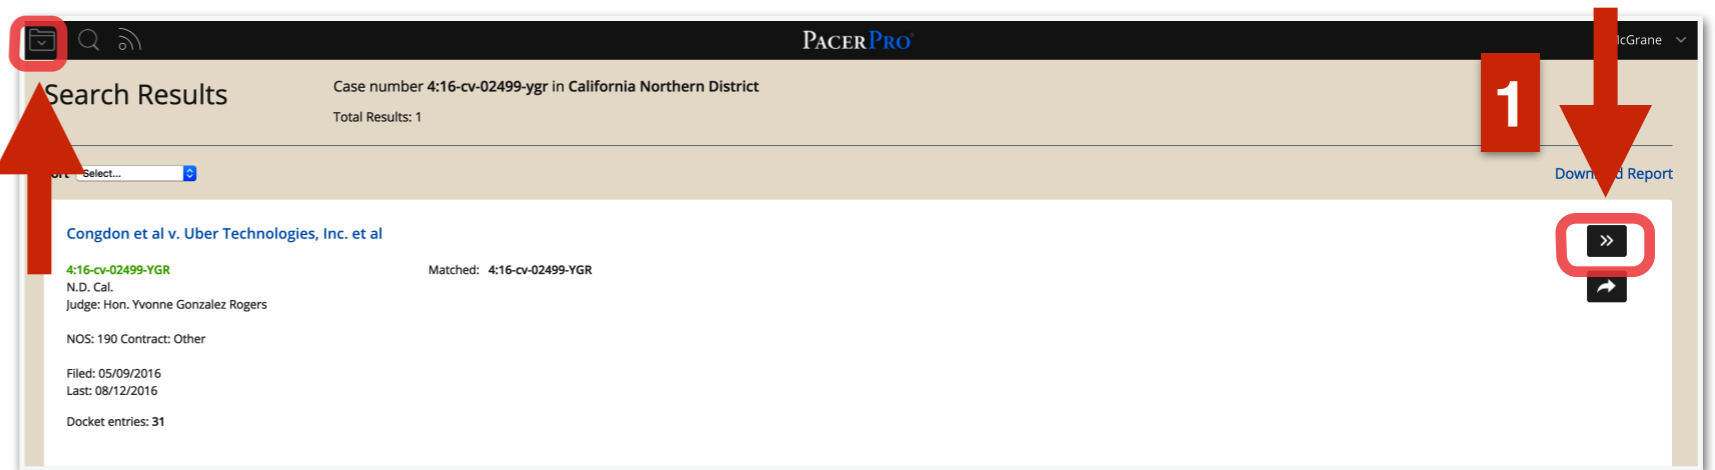 PACERPRO
cGrane
Search Results
Case number 4:16-cv-02499-ygr in California Northern District
Total Results: 1
1
Select...
Download Report
Congdon et al v. Uber Technologies, Inc. et al
4:16-cv-02499-YGR
Matched: 4:16-cv-02499-YGR
N.D. Cal.
Judge: Hon. Yvonne Gonzalez Rogers
NOS: 190 Contract: Other
Filed: 05/09/2016
Last: 08/12/2016
Docket entries: 31